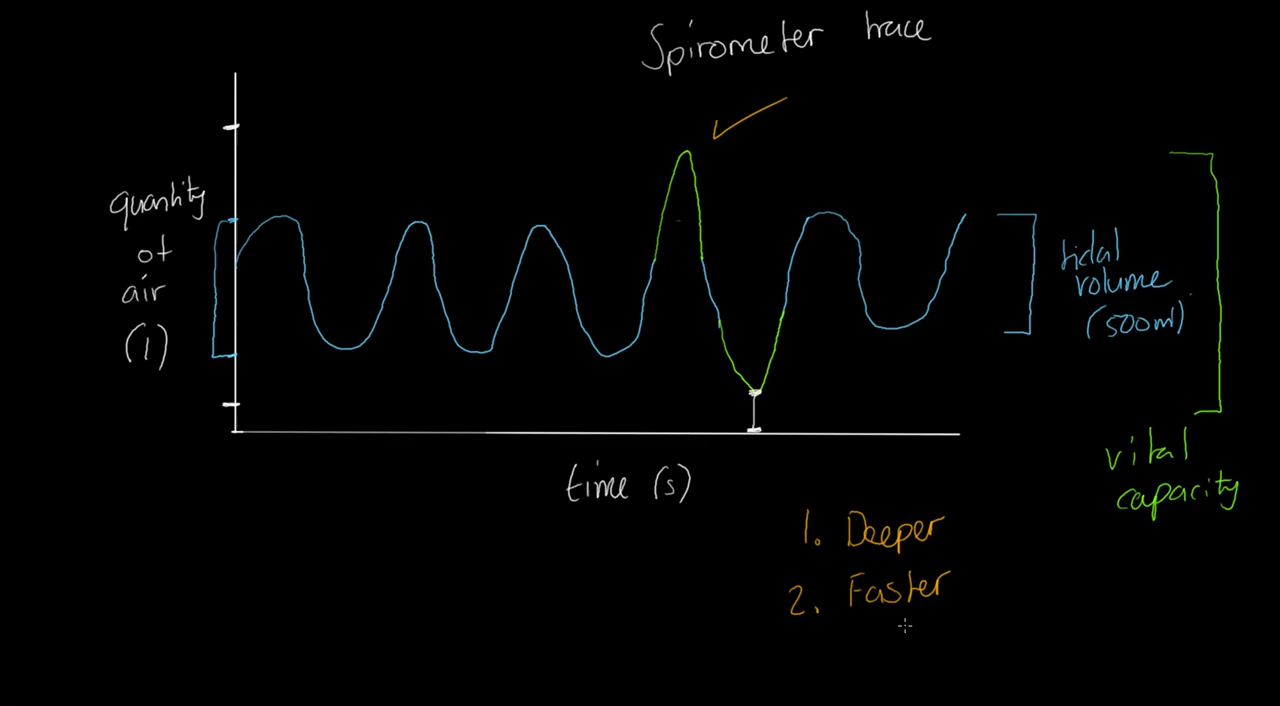 Spirometer trace
quantity
of
air
(l)
tidal
volume
(500ml)
vital
capacity
time (s)
1. Deeper
2. Faster